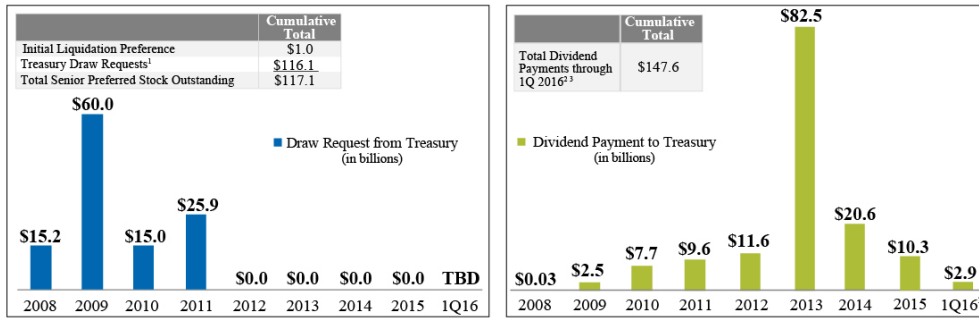 Cumulative
Total
Initial Liquidation Preference $1.0
Treasury Draw Requests¹ $116.1
Total Senior Preferred Stock Outstanding $117.1
$60.0
Draw Request from Treasury
(in billions)
$25.9
$15.2 $15.0
$0.0 $0.0 $0.0 $0.0 TBD
2008 2009 2010 2011 2012 2013 2014 2015 1Q16
Cumulative
Total
Total Dividend
Payments through
1Q 2016²³
$147.6
$82.5
Dividend Payment to Treasury
(in billions)
$20.6
$7.7 $9.6 $11.6 $10.3
$0.03 $2.5 $2.9
2008 2009 2010 2011 2012 2013 2014 2015 1Q16